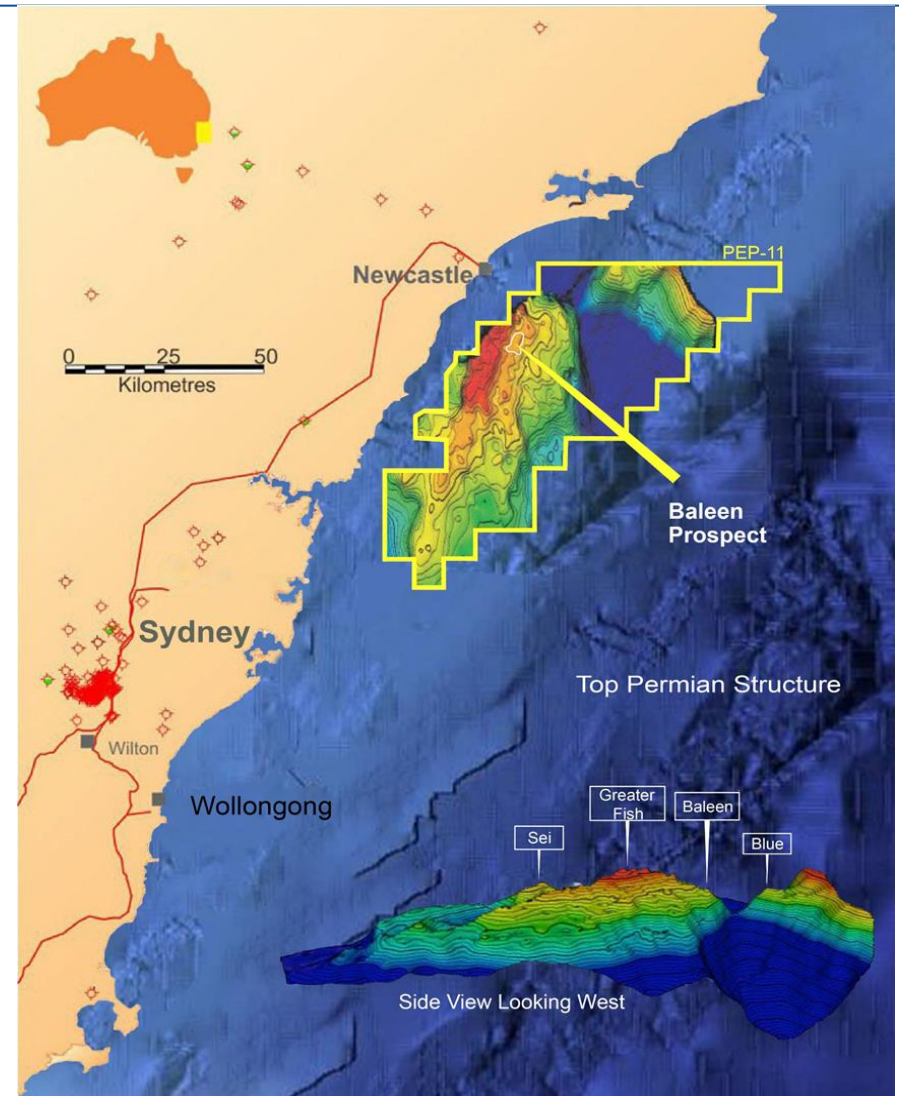 PEP-11
Newcastle
0 25 50
Kilometres
Baleen
Prospect
Sydney
Top Permian Structure
Wilton
Wollongong
Greater
Fish
Baleen
Sei
Blue
Side View Looking West